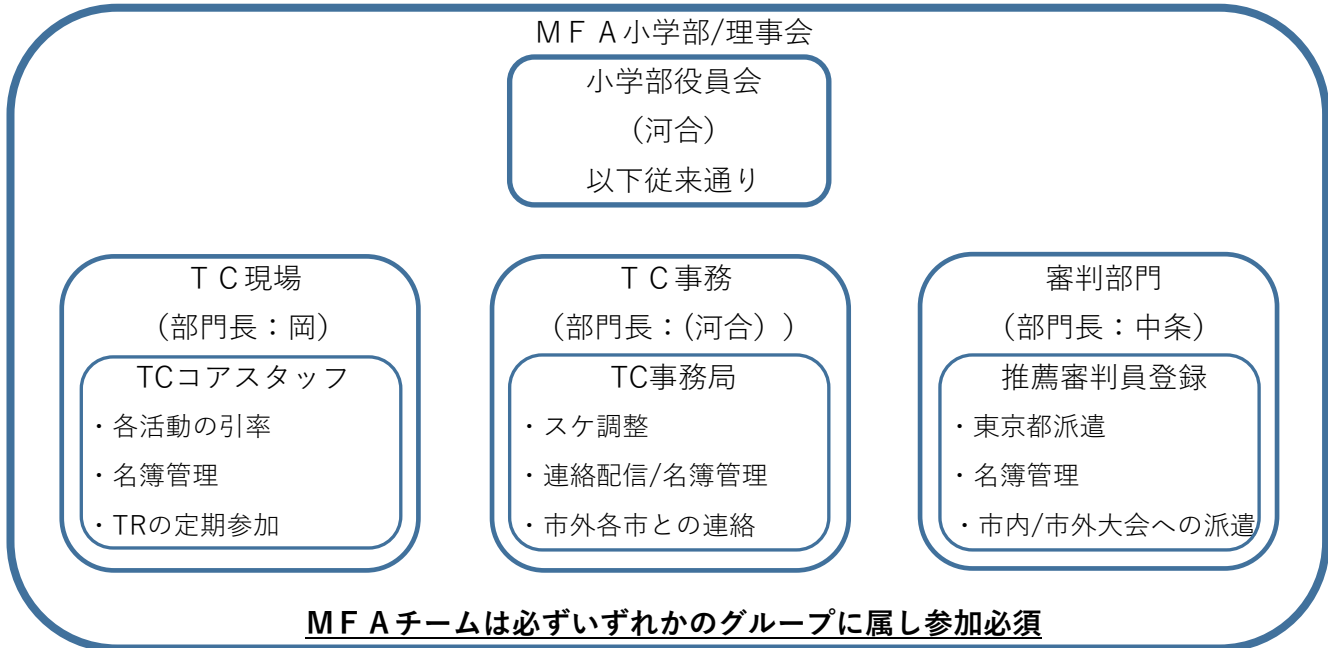 ＭＦＡ小学部/理事会
小学部役員会
（河合）
以下従来通り
ＴＣ現場
（部門長：岡）
TCコアスタッフ
・各活動の引率
・名簿管理
・TRの定期参加
ＴＣ事務
（部門長：（河合））
TC事務局
・スケ調整
・連絡配信/名簿管理
・市外各市との連絡
審判部門
（部門長：中条）
推薦審判員登録
・東京都派遣
・名簿管理
・市内/市外大会への派遣
ＭＦＡチームは必ずいずれかのグループに属し参加必須